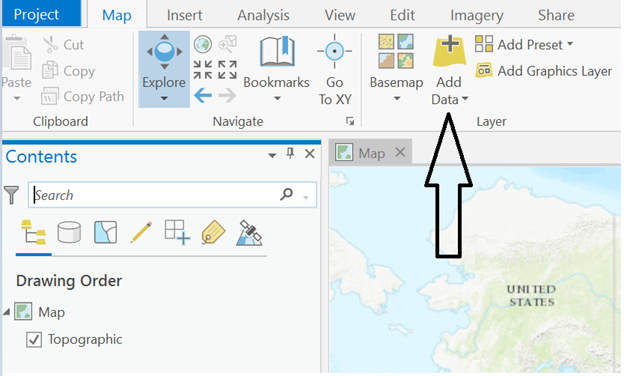 Project Map Insert Analysis View Edit Imagery Share
Paste
Cut
Copy
Copy Path
Clipboard
Explore
Bookmarks
Go
To XY
Navigate
Basemap
Add
Data
Add Preset
Add Graphics Layer
Layer
Contents
Search
Drawing Order
Map
Topographic
Map
UNITED
STATES